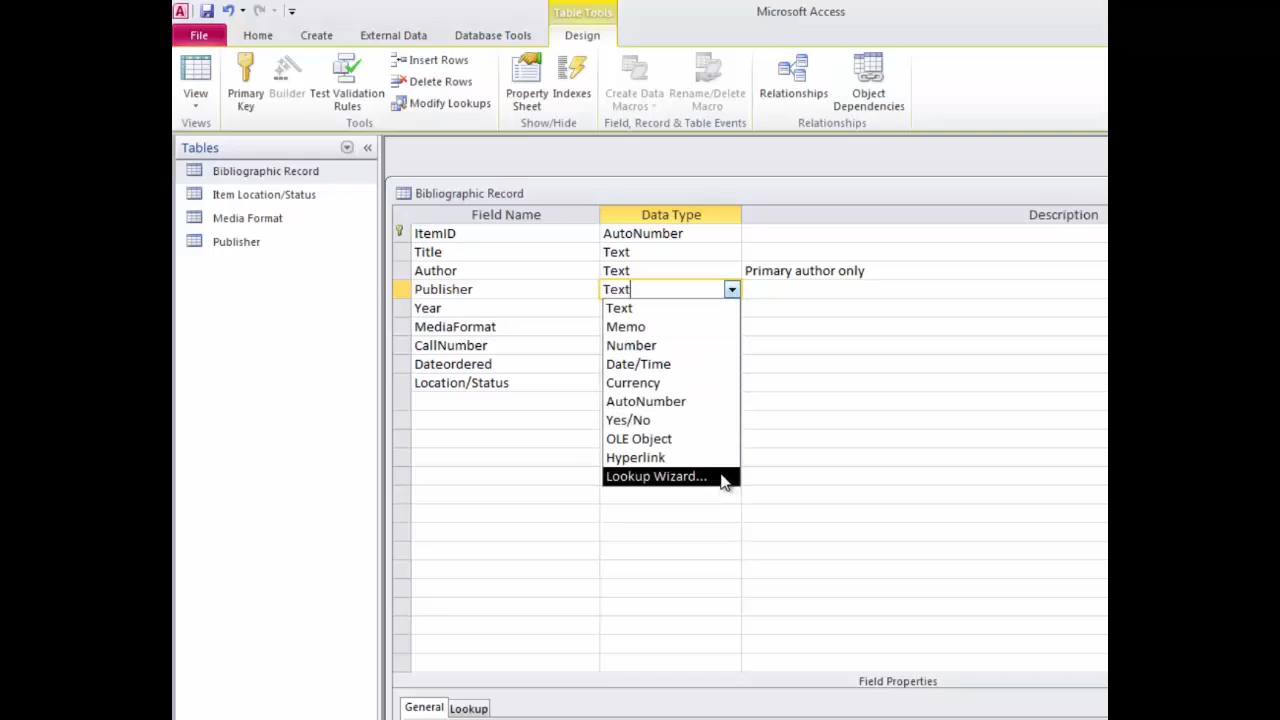 A
Table Tools
Microsoft Access
File Home Create External Data Database Tools Design
View
Primary Key
Builder
Test Validation Rules
Insert Rows
Delete Rows
Modify Lookups
Property Sheet
Indexes
Create Data Macros
Rename/Delete Macro
Relationships
Object Dependencies
Views Tools Show/Hide Field, Record & Table Events Relationships
Tables
Bibliographic Record
Item Location/Status
Media Format
Publisher
Bibliographic Record
Field Name Data Type Description
ItemID AutoNumber
Title Text
Author Text Primary author only
Publisher Text
Year Text
MediaFormat Memo
CallNumber Number
Dateordered Date/Time
Location/Status Currency
AutoNumber
Yes/No
OLE Object
Hyperlink
Lookup Wizard...
Field Properties
General Lookup